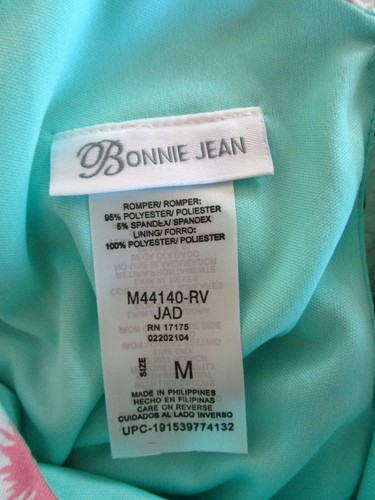 BONNIE JEAN
ROMPER/ ROMPER:
95% POLYESTER/ POLIESTER
5% SPANDEX/ SPANDEX
LINING/ FORRO:
100% POLYESTER/ POLIESTER
M44140-RV
JAD
RN 17175
02202104
SIZE M
MADE IN PHILIPPINES
HECHO EN FILIPINAS
CARE ON REVERSE
CUIDADOS AL LADO INVERSO
UPC-191539774132